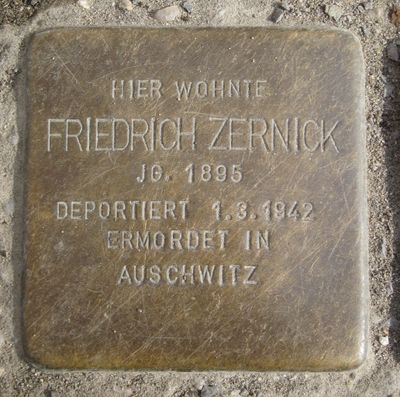 HIER WOHNTE
FRIEDRICH ZERNICK
JG. 1895
DEPORTIERT 1.3.1942
ERMORDET IN
AUSCHWITZ